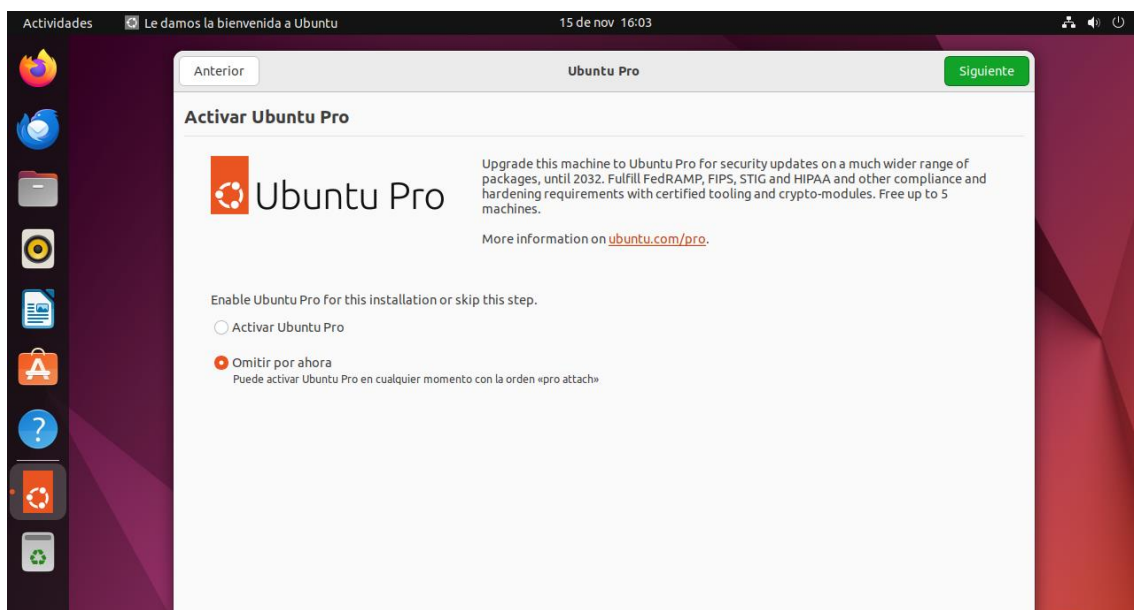 Actividades
Le damos la bienvenida a Ubuntu
15 de nov 16:03
Anterior
Ubuntu Pro
Siguiente
Activar Ubuntu Pro
Ubuntu Pro
Upgrade this machine to Ubuntu Pro for security updates on a much wider range of
packages, until 2032. Fulfill FedRAMP, FIPS, STIG and HIPAA and other compliance and
hardening requirements with certified tooling and crypto-modules. Free up to 5
machines.
More information on ubuntu.com/pro.
Enable Ubuntu Pro for this installation or skip this step.
Activar Ubuntu Pro
Omitir por ahora
Puede activar Ubuntu Pro en cualquier momento con la orden «pro attach»